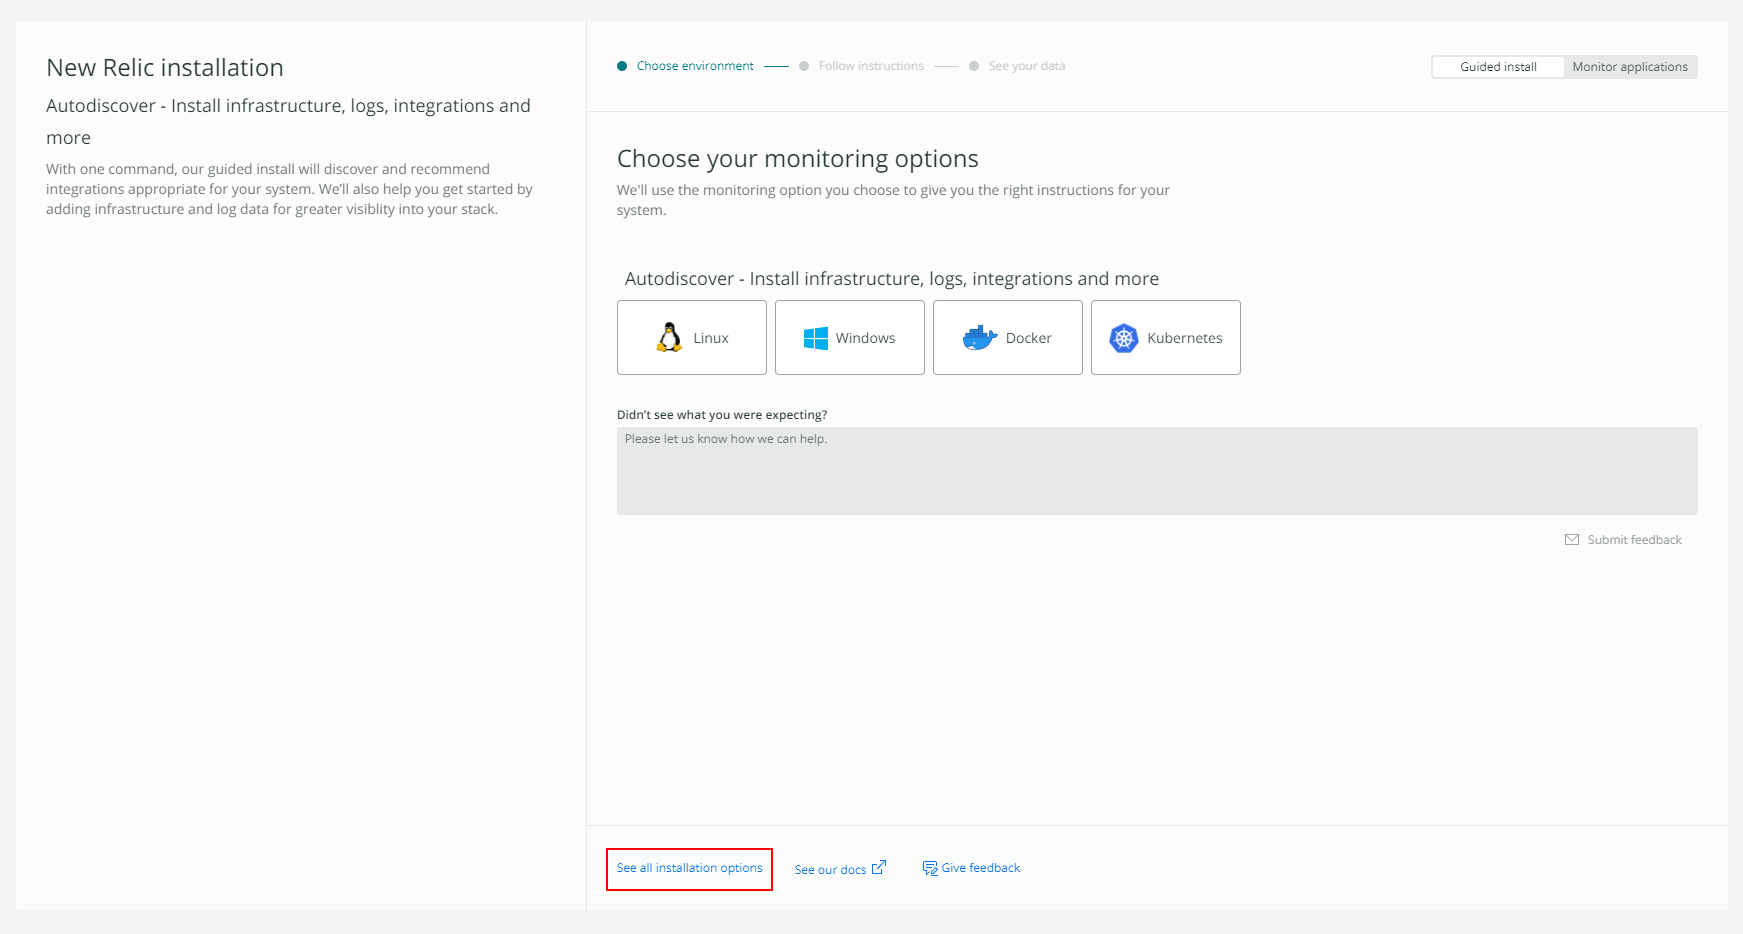 New Relic installation
Autodiscover - Install infrastructure, logs, integrations and
more
With one command, our guided install will discover and recommend
integrations appropriate for your system. We'll also help you get started by
adding infrastructure and log data for greater visiblity into your stack.
Choose environment
Follow instructions
See your data
Guided install
Monitor applications
Choose your monitoring options
We'll use the monitoring option you choose to give you the right instructions for your
system.
Autodiscover - Install infrastructure, logs, integrations and more
Linux
Windows
Docker
Kubernetes
Didn't see what you were expecting?
Please let us know how we can help.
Submit feedback
See all installation options
See our docs
Give feedback